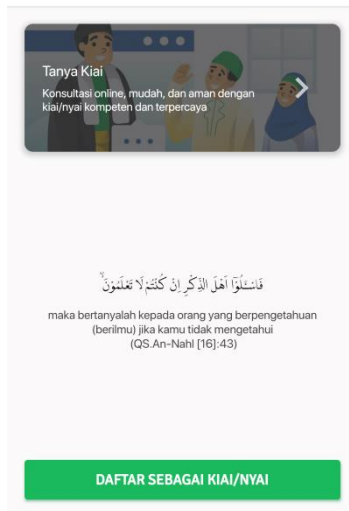 Tanya Kiai
Konsultasi online, mudah, dan aman dengan
kiai/nyai kompeten dan terpercaya
فَاسْـَٔلُوْٓا اَهْلَ الذِّكْرِ اِنْ كُنْتُمْ لَا تَعْلَمُوْنَۙ
maka bertanyalah kepada orang yang berpengetahuan
(berilmu) jika kamu tidak mengetahui
(QS.An-Nahl [16]:43)
DAFTAR SEBAGAI KIAI/NYAI